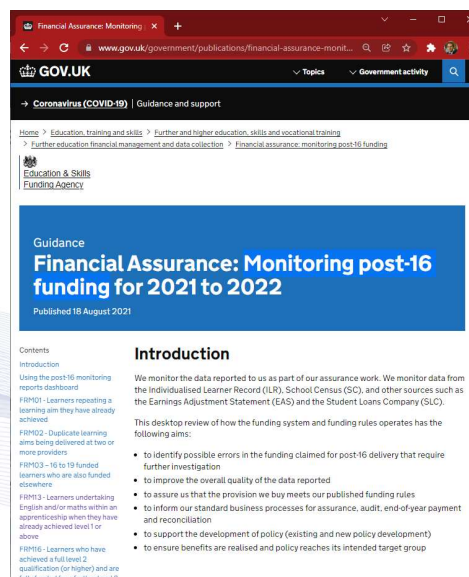 Financial Assurance: Monitoring
www.gov.uk/government/publications/financial-assurance-monit...
GOV.UK
Topics
Government activity
→ Coronavirus (COVID-19) | Guidance and support
Home > Education, training and skills > Further and higher education, skills and vocational training
> Further education financial management and data collection > Financial assurance: monitoring post-16 funding
Education & Skills
Funding Agency
Guidance
Financial Assurance: Monitoring post-16
funding for 2021 to 2022
Published 18 August 2021
Contents
Introduction
Using the post-16 monitoring
reports dashboard
FRM01 - Learners repeating a
learning aim they have already
achieved
FRM02 - Duplicate learning
aims being delivered at two or
more providers
FRM03 – 16 to 19 funded
learners who are also funded
elsewhere
FRM13 - Learners undertaking
English and/or maths within an
apprenticeship when they have
already achieved level 1 or
above
FRM16 - Learners who have
achieved a full level 2
qualification (or higher) and are
Introduction
We monitor the data reported to us as part of our assurance work. We monitor data from
the Individualised Learner Record (ILR), School Census (SC), and other sources such as
the Earnings Adjustment Statement (EAS) and the Student Loans Company (SLC).
This desktop review of how the funding system and funding rules operates has the
following aims:
• to identify possible errors in the funding claimed for post-16 delivery that require
further investigation
• to improve the overall quality of the data reported
• to assure us that the provision we buy meets our published funding rules
• to inform our standard business processes for assurance, audit, end-of-year payment
and reconciliation
• to support the development of policy (existing and new policy development)
• to ensure benefits are realised and policy reaches its intended target group